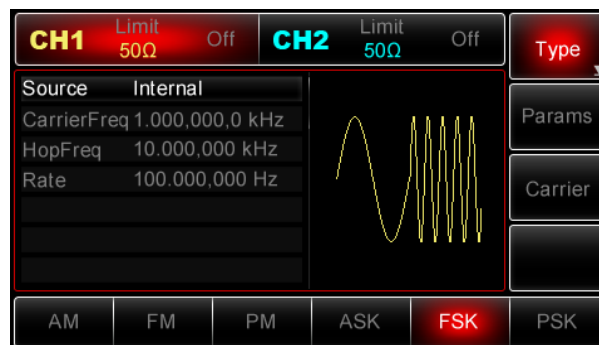 CH1 Limit 50Ω Off CH2 Limit 50Ω Off Type
Source Internal
CarrierFreq 1.000,000,0 kHz
HopFreq 10.000,000 kHz
Rate 100.000,000 Hz
Params
Carrier
AM FM PM ASK FSK PSK